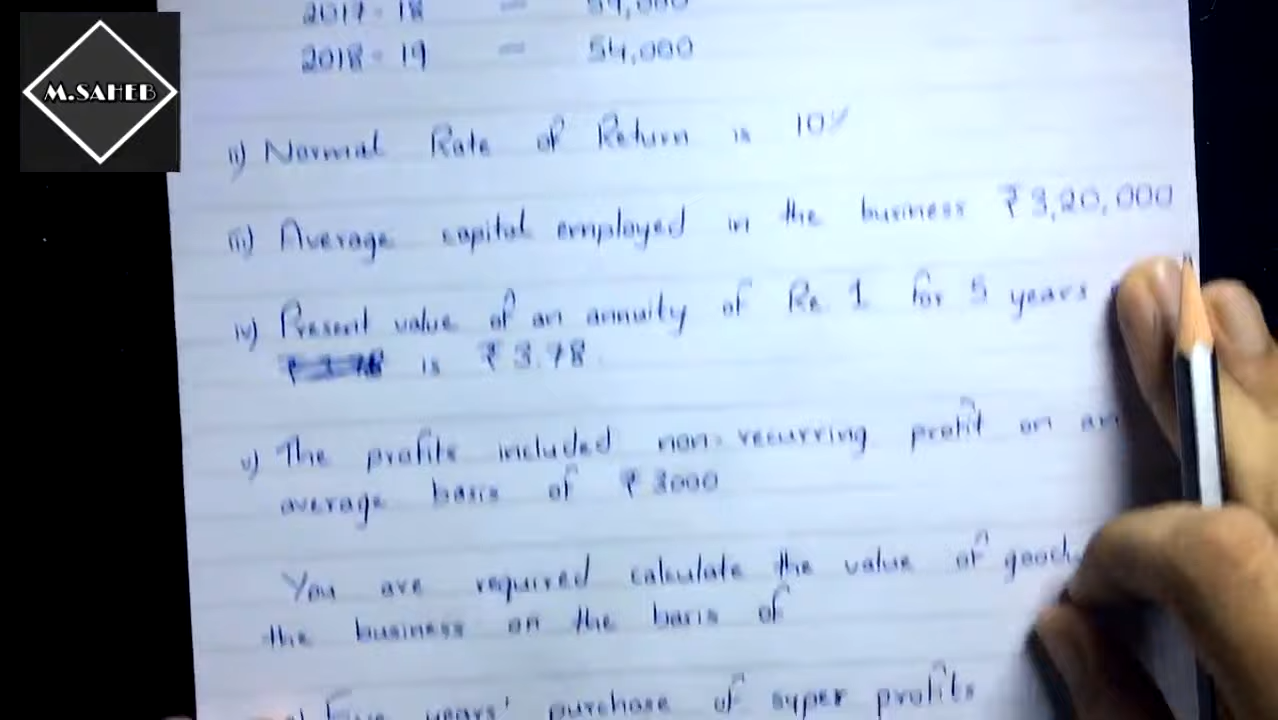 M.SAHEB
2017-18 -
2018-19 - 54,000
ii) Normal Rate of Return is 10%
iii) Average capital employed in the business ₹3,20,000
iv) Present value of an annuity of Re 1 for 5 years
is ₹3.78
v) The profits included non-recurring profit on an
average basis of ₹3000
You are required calculate the value of
the business on the basis of
Five years' purchase of super profits